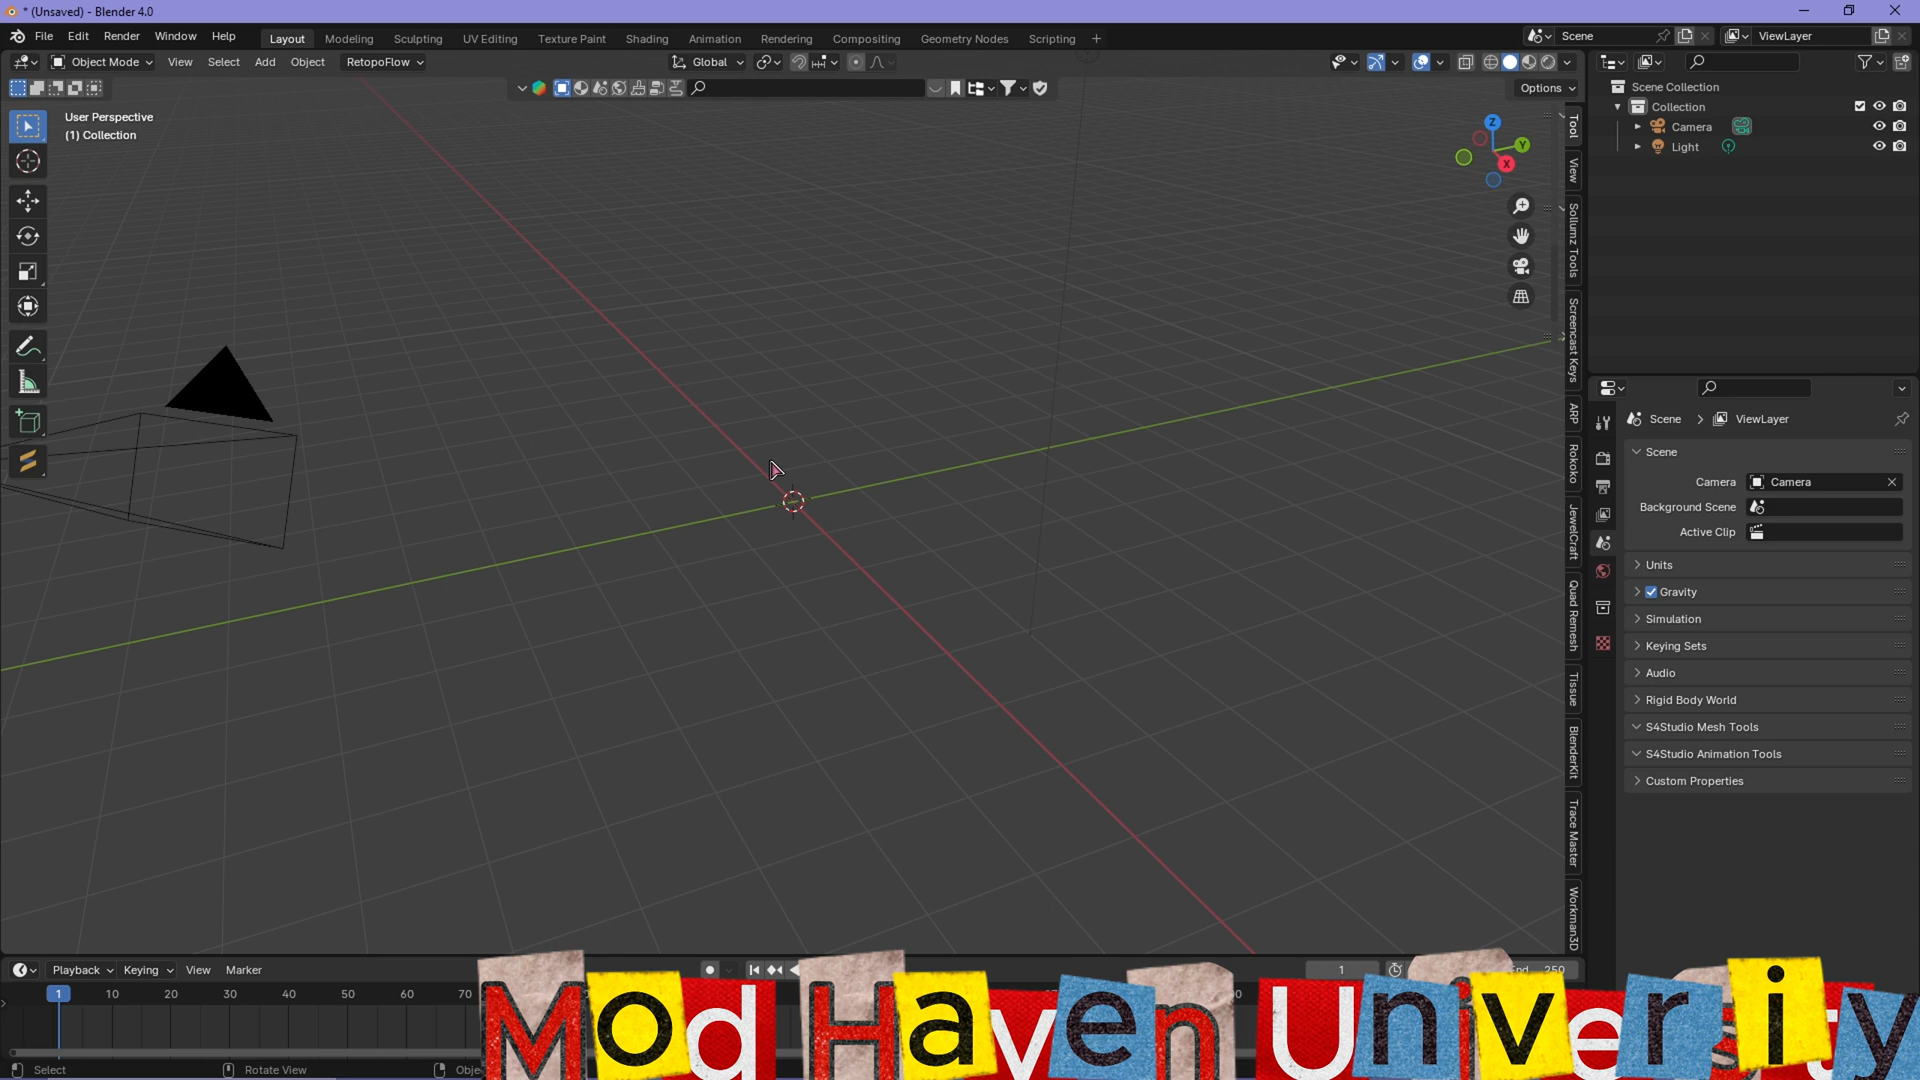 * (Unsaved) - Blender 4.0
File Edit Render Window Help Layout Modeling Sculpting UV Editing Texture Paint Shading Animation Rendering Compositing Geometry Nodes Scripting + Scene ViewLayer
Object Mode View Select Add Object RetopoFlow Global
Options
User Perspective
(1) Collection
Z
Y
X
Tool
View
Sollumz Tools
Screencast Keys
ARP
Rokoko
JewelCraft
Quad Remesh
Tissue
BlenderKit
Trace Master
Workman3D
Scene Collection
Collection
Camera
Light
Scene > ViewLayer
Scene
Camera Camera
Background Scene
Active Clip
Units
Gravity
Simulation
Keying Sets
Audio
Rigid Body World
S4Studio Mesh Tools
S4Studio Animation Tools
Custom Properties
Playback Keying View Marker 1 End 250
1 10 20 30 40 50 60 70
Mod Haven University
Select Rotate View